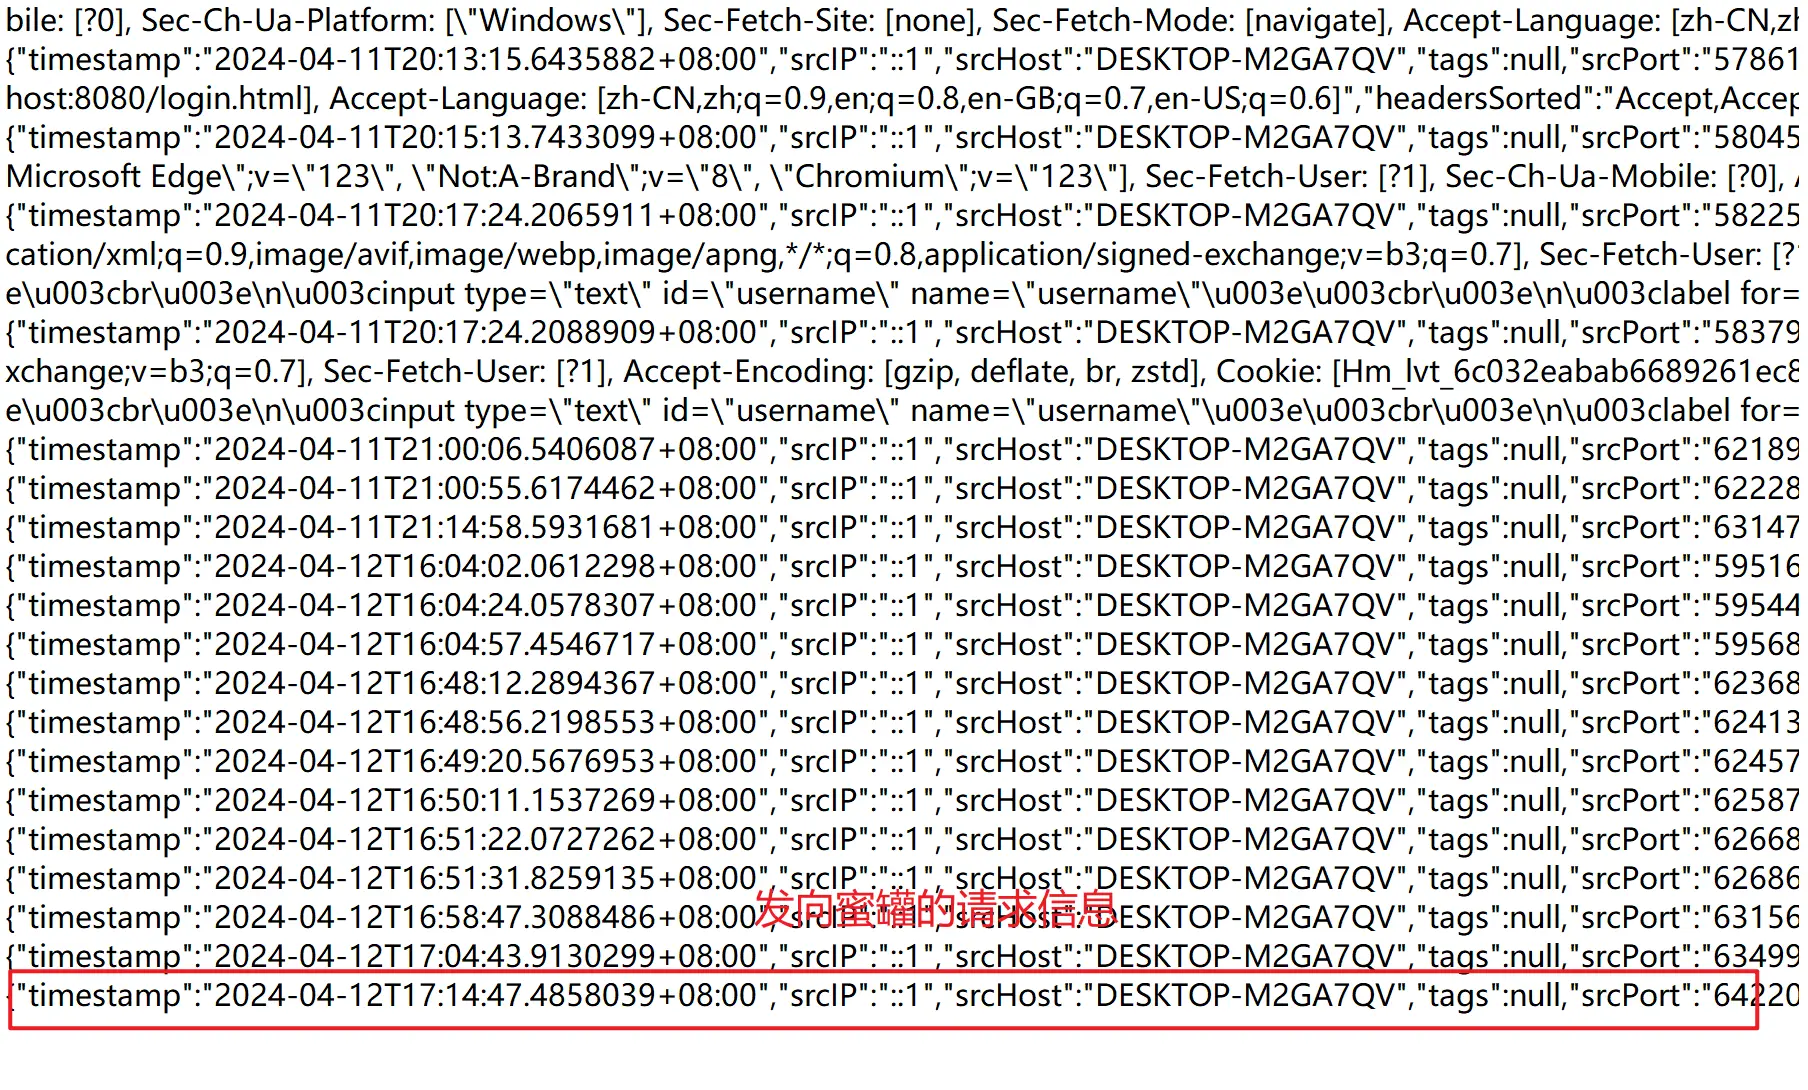 bile: [?0], Sec-Ch-Ua-Platform: [\"Windows\"], Sec-Fetch-Site: [none], Sec-Fetch-Mode: [navigate], Accept-Language: [zh-CN,zh
{"timestamp":"2024-04-11T20:13:15.6435882+08:00","srcIP":"::1","srcHost":"DESKTOP-M2GA7QV","tags":null,"srcPort":"57861
host:8080/login.html], Accept-Language: [zh-CN,zh;q=0.9,en;q=0.8,en-GB;q=0.7,en-US;q=0.6]","headersSorted":"Accept,Accep
{"timestamp":"2024-04-11T20:15:13.7433099+08:00","srcIP":"::1","srcHost":"DESKTOP-M2GA7QV","tags":null,"srcPort":"58045
Microsoft Edge\";v=\"123\", \"Not:A-Brand\";v=\"8\", \"Chromium\";v=\"123\"], Sec-Fetch-User: [?1], Sec-Ch-Ua-Mobile: [?0], A
{"timestamp":"2024-04-11T20:17:24.2065911+08:00","srcIP":"::1","srcHost":"DESKTOP-M2GA7QV","tags":null,"srcPort":"58225
cation/xml;q=0.9,image/avif,image/webp,image/apng,*/*;q=0.8,application/signed-exchange;v=b3;q=0.7], Sec-Fetch-User: [?1
e\u003cbr\u003e\n\u003cinput type=\"text\" id=\"username\" name=\"username\"\u003e\u003cbr\u003e\n\u003clabel for=
{"timestamp":"2024-04-11T20:17:24.2088909+08:00","srcIP":"::1","srcHost":"DESKTOP-M2GA7QV","tags":null,"srcPort":"58379
xchange;v=b3;q=0.7], Sec-Fetch-User: [?1], Accept-Encoding: [gzip, deflate, br, zstd], Cookie: [Hm_lvt_6c032eabab6689261ec8
e\u003cbr\u003e\n\u003cinput type=\"text\" id=\"username\" name=\"username\"\u003e\u003cbr\u003e\n\u003clabel for=
{"timestamp":"2024-04-11T21:00:06.5406087+08:00","srcIP":"::1","srcHost":"DESKTOP-M2GA7QV","tags":null,"srcPort":"62189
{"timestamp":"2024-04-11T21:00:55.6174462+08:00","srcIP":"::1","srcHost":"DESKTOP-M2GA7QV","tags":null,"srcPort":"62228
{"timestamp":"2024-04-11T21:14:58.5931681+08:00","srcIP":"::1","srcHost":"DESKTOP-M2GA7QV","tags":null,"srcPort":"63147
{"timestamp":"2024-04-12T16:04:02.0612298+08:00","srcIP":"::1","srcHost":"DESKTOP-M2GA7QV","tags":null,"srcPort":"59516
{"timestamp":"2024-04-12T16:04:24.0578307+08:00","srcIP":"::1","srcHost":"DESKTOP-M2GA7QV","tags":null,"srcPort":"59544
{"timestamp":"2024-04-12T16:04:57.4546717+08:00","srcIP":"::1","srcHost":"DESKTOP-M2GA7QV","tags":null,"srcPort":"59568
{"timestamp":"2024-04-12T16:48:12.2894367+08:00","srcIP":"::1","srcHost":"DESKTOP-M2GA7QV","tags":null,"srcPort":"62368
{"timestamp":"2024-04-12T16:48:56.2198553+08:00","srcIP":"::1","srcHost":"DESKTOP-M2GA7QV","tags":null,"srcPort":"62413
{"timestamp":"2024-04-12T16:49:20.5676953+08:00","srcIP":"::1","srcHost":"DESKTOP-M2GA7QV","tags":null,"srcPort":"62457
{"timestamp":"2024-04-12T16:50:11.1537269+08:00","srcIP":"::1","srcHost":"DESKTOP-M2GA7QV","tags":null,"srcPort":"62587
{"timestamp":"2024-04-12T16:51:22.0727262+08:00","srcIP":"::1","srcHost":"DESKTOP-M2GA7QV","tags":null,"srcPort":"62668
{"timestamp":"2024-04-12T16:51:31.8259135+08:00","srcIP":"::1","srcHost":"DESKTOP-M2GA7QV","tags":null,"srcPort":"62686
发向蜜罐的请求信息
{"timestamp":"2024-04-12T16:58:47.3088486+08:00","srcIP":"::1","srcHost":"DESKTOP-M2GA7QV","tags":null,"srcPort":"63156
{"timestamp":"2024-04-12T17:04:43.9130299+08:00","srcIP":"::1","srcHost":"DESKTOP-M2GA7QV","tags":null,"srcPort":"63499
{"timestamp":"2024-04-12T17:14:47.4858039+08:00","srcIP":"::1","srcHost":"DESKTOP-M2GA7QV","tags":null,"srcPort":"64220